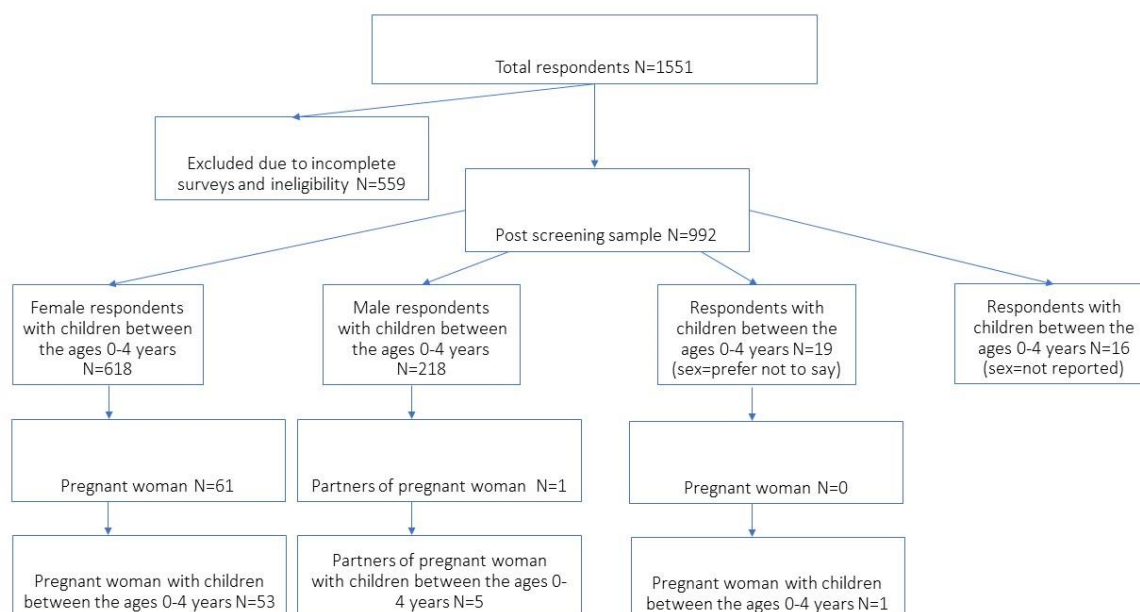 Total respondents N=1551
Excluded due to incomplete
surveys and ineligibility N=559
Post screening sample N=992
Female respondents
with children between
the ages 0-4 years
N=618
Male respondents
with children between
the ages 0-4 years
N=218
Respondents with
children between the
ages 0-4 years N=19
(sex=prefer not to say)
Respondents with
children between the
ages 0-4 years N=16
(sex=not reported)
Pregnant woman N=61
Partners of pregnant woman N=1
Pregnant woman N=0
Pregnant woman with children
between the ages 0-4 years N=53
Partners of pregnant woman
with children between the ages 0-
4 years N=5
Pregnant woman with children
between the ages 0-4 years N=1